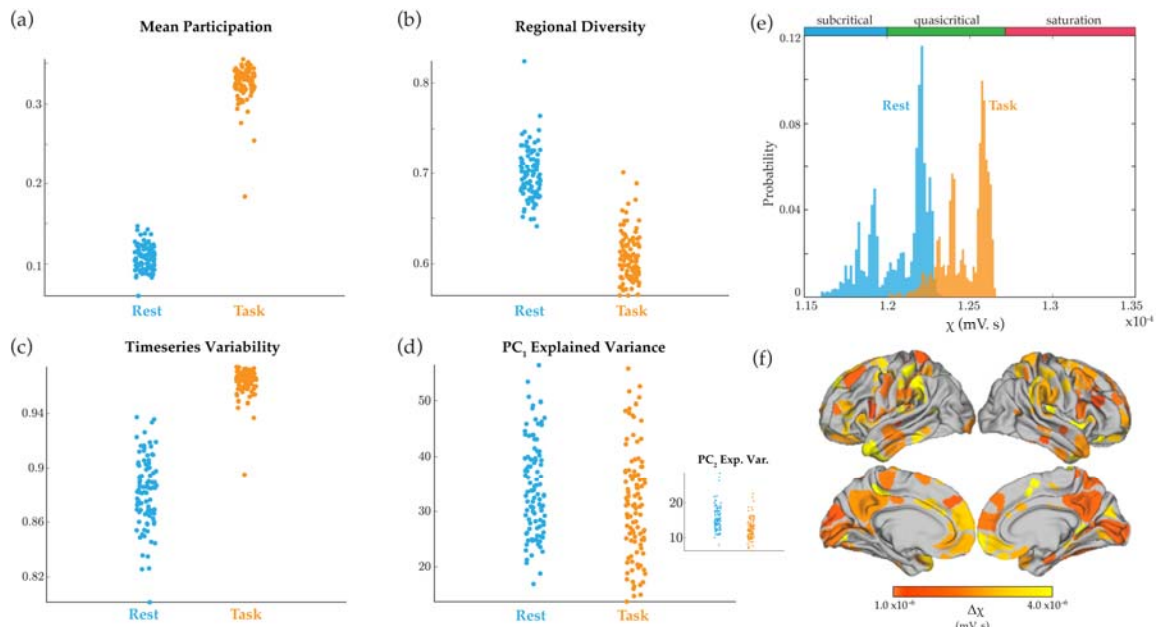 (a)
Mean Participation
0.3
0.2
0.1
Rest
Task
(b)
Regional Diversity
0.8
0.7
0.6
Rest
Task
(c)
Timeseries Variability
0.94
0.9
0.86
0.82
Rest
Task
(d)
PC₁ Explained Variance
50
40
30
20
Rest
Task
PC₂ Exp. Var.
20
10
(e)
subcritical
quasicritical
saturation
0.12
0.08
0.04
0
Probability
Rest
Task
1.15
1.2
1.25
1.3
1.35
χ (mV. s)
x10⁻⁴
(f)
1.0 x10⁻⁶
4.0 x10⁻⁶
Δχ
(mV. s)